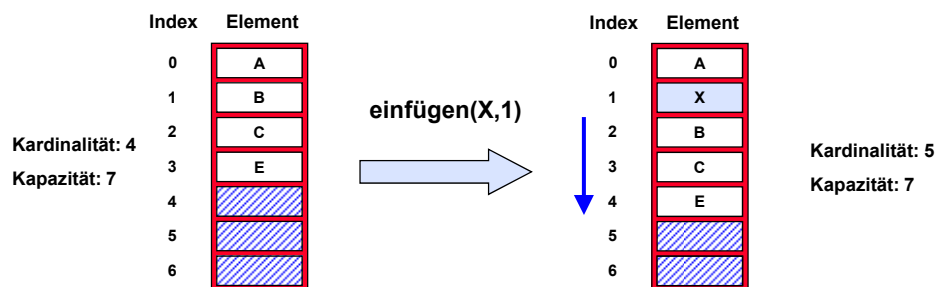 Index Element Index Element
0 A 0 A
1 B 1 X
einfügen(X,1)
2 C 2 B
Kardinalität: 4 Kardinalität: 5
3 E 3 C
Kapazität: 7 Kapazität: 7
4 4 E
5 5
6 6